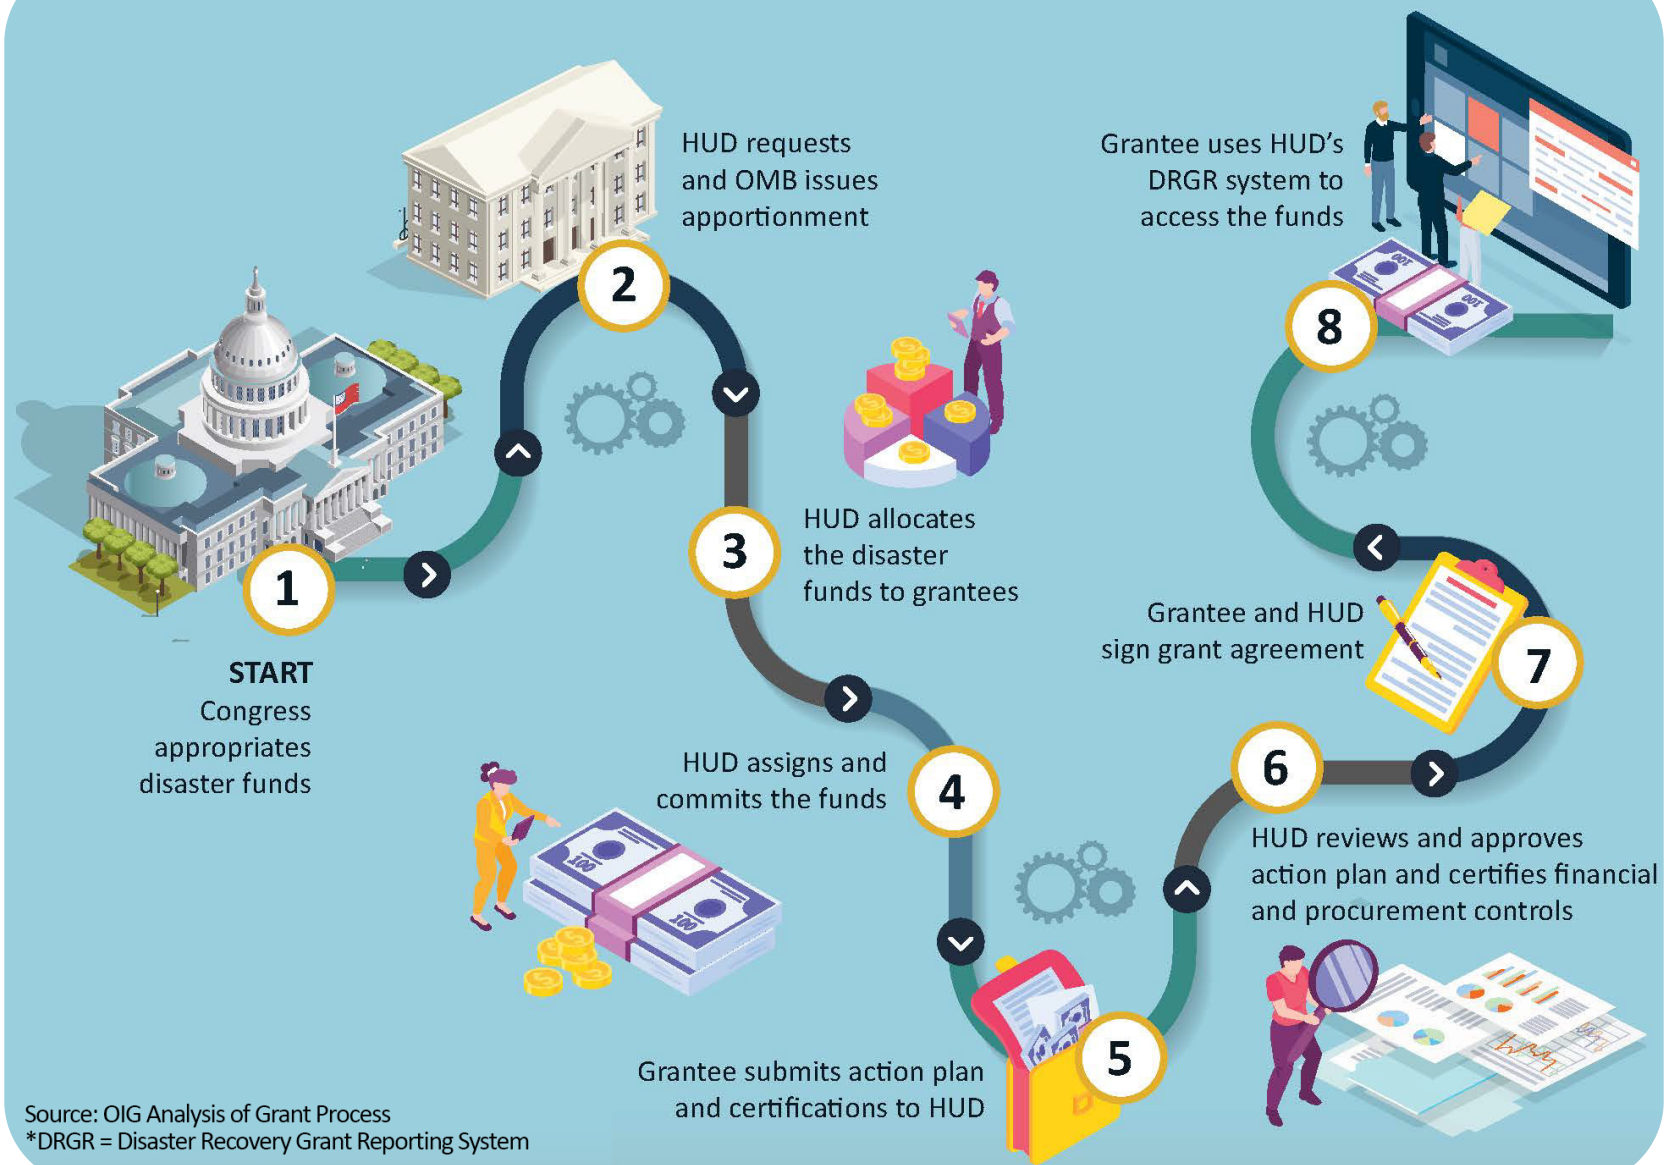 1
START
Congress
appropriates
disaster funds
2
HUD requests
and OMB issues
apportionment
3
HUD allocates
the disaster
funds to grantees
4
HUD assigns and
commits the funds
100
100
5
Grantee submits action plan
and certifications to HUD
6
HUD reviews and approves
action plan and certifies financial
and procurement controls
7
Grantee and HUD
sign grant agreement
8
Grantee uses HUD’s
DRGR system to
access the funds
100
100
Source: OIG Analysis of Grant Process
*DRGR = Disaster Recovery Grant Reporting System